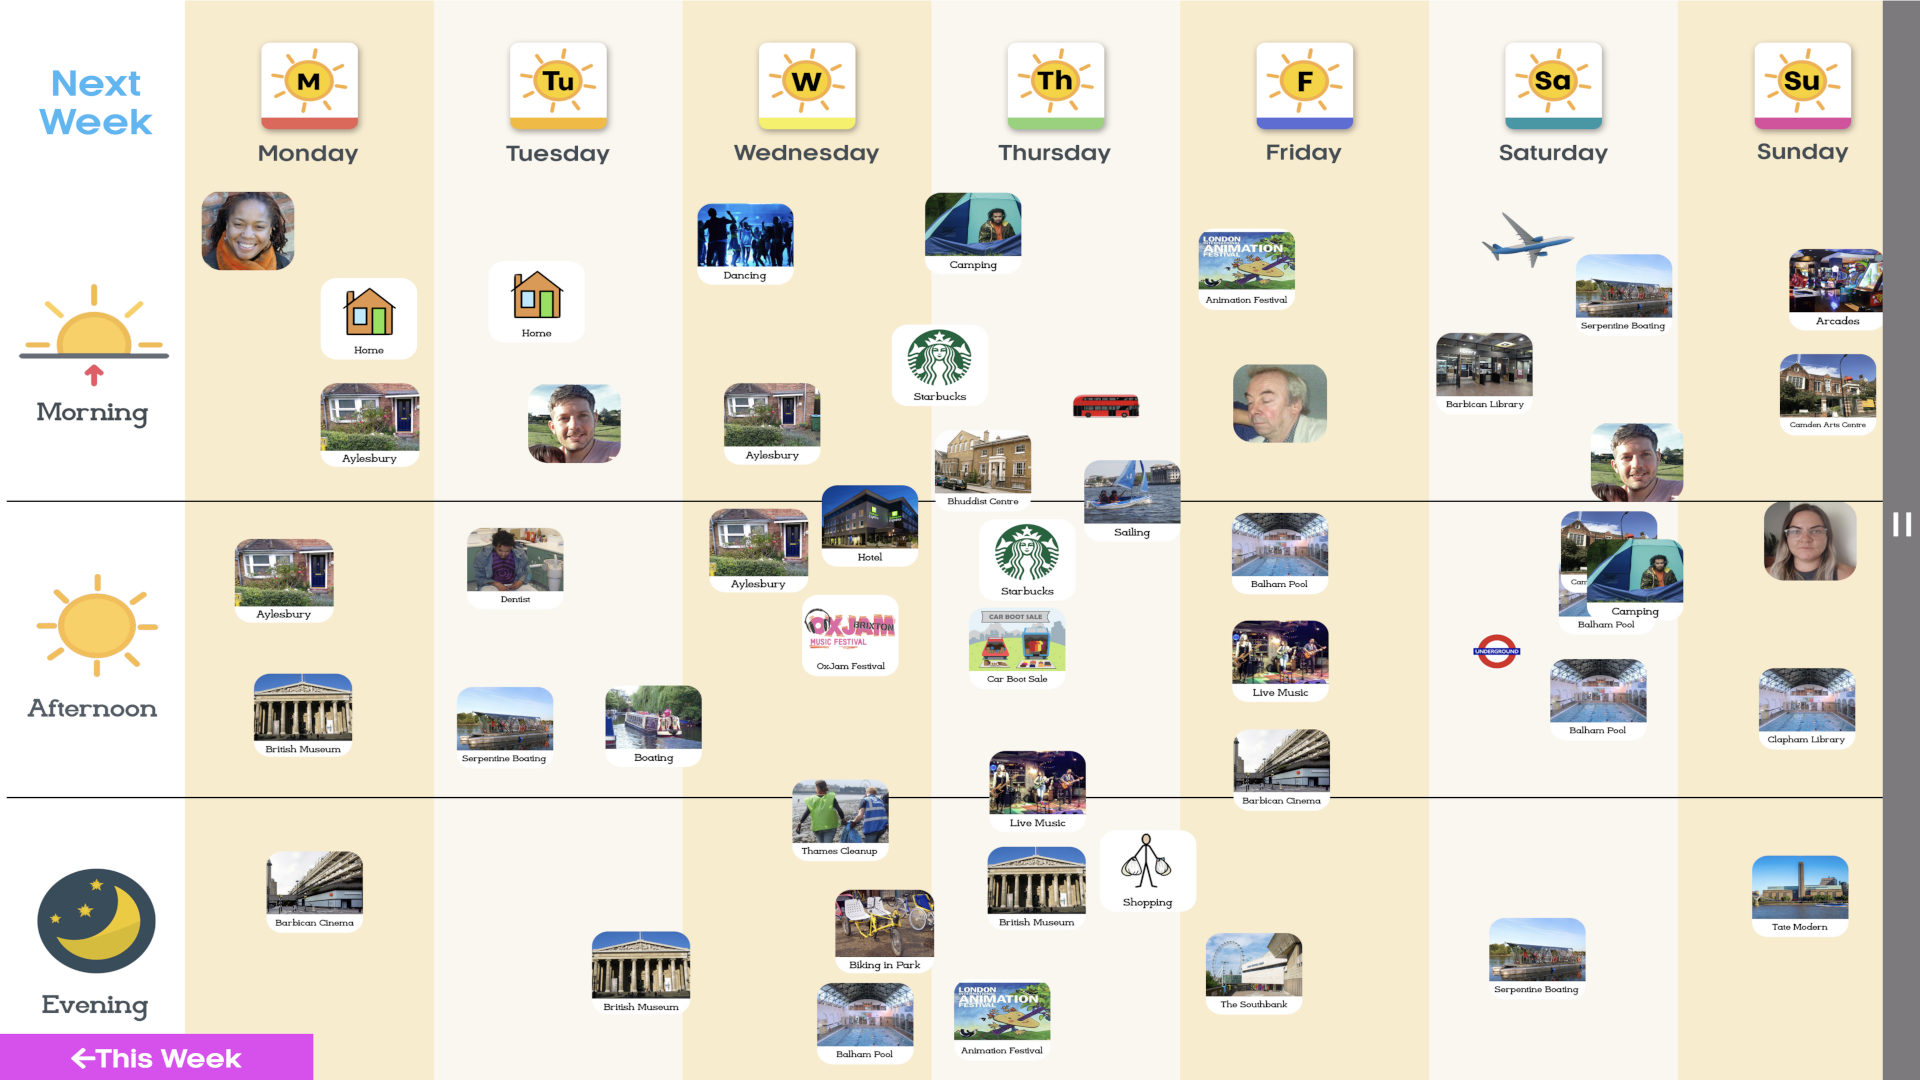 Next
Week
M
Tu
W
Th
F
Sa
Su
Monday
Tuesday
Wednesday
Thursday
Friday
Saturday
Sunday
Morning
Home
Aylesbury
Home
Dancing
Aylesbury
Camping
Starbucks
Bhuddist Centre
Sailing
LONDON
ANIMATION
FESTIVAL
Animation Festival
Serpentine Boating
Barbican Library
Arcades
Camden Arts Centre
Afternoon
Aylesbury
British Museum
Dentist
Serpentine Boating
Boating
Aylesbury
Hotel
OXJAM
BRIXTON
MUSIC FESTIVAL
OxJam Festival
Starbucks
CAR BOOT SALE
Car Boot Sale
Live Music
Balham Pool
Live Music
Barbican Cinema
UNDERGROUND
Cam
Camping
Balham Pool
Balham Pool
Clapham Library
Evening
Barbican Cinema
British Museum
Thames Cleanup
Biking in Park
Balham Pool
British Museum
Shopping
LONDON
ANIMATION
FESTIVAL
Animation Festival
The Southbank
Serpentine Boating
Tate Modern
←This Week